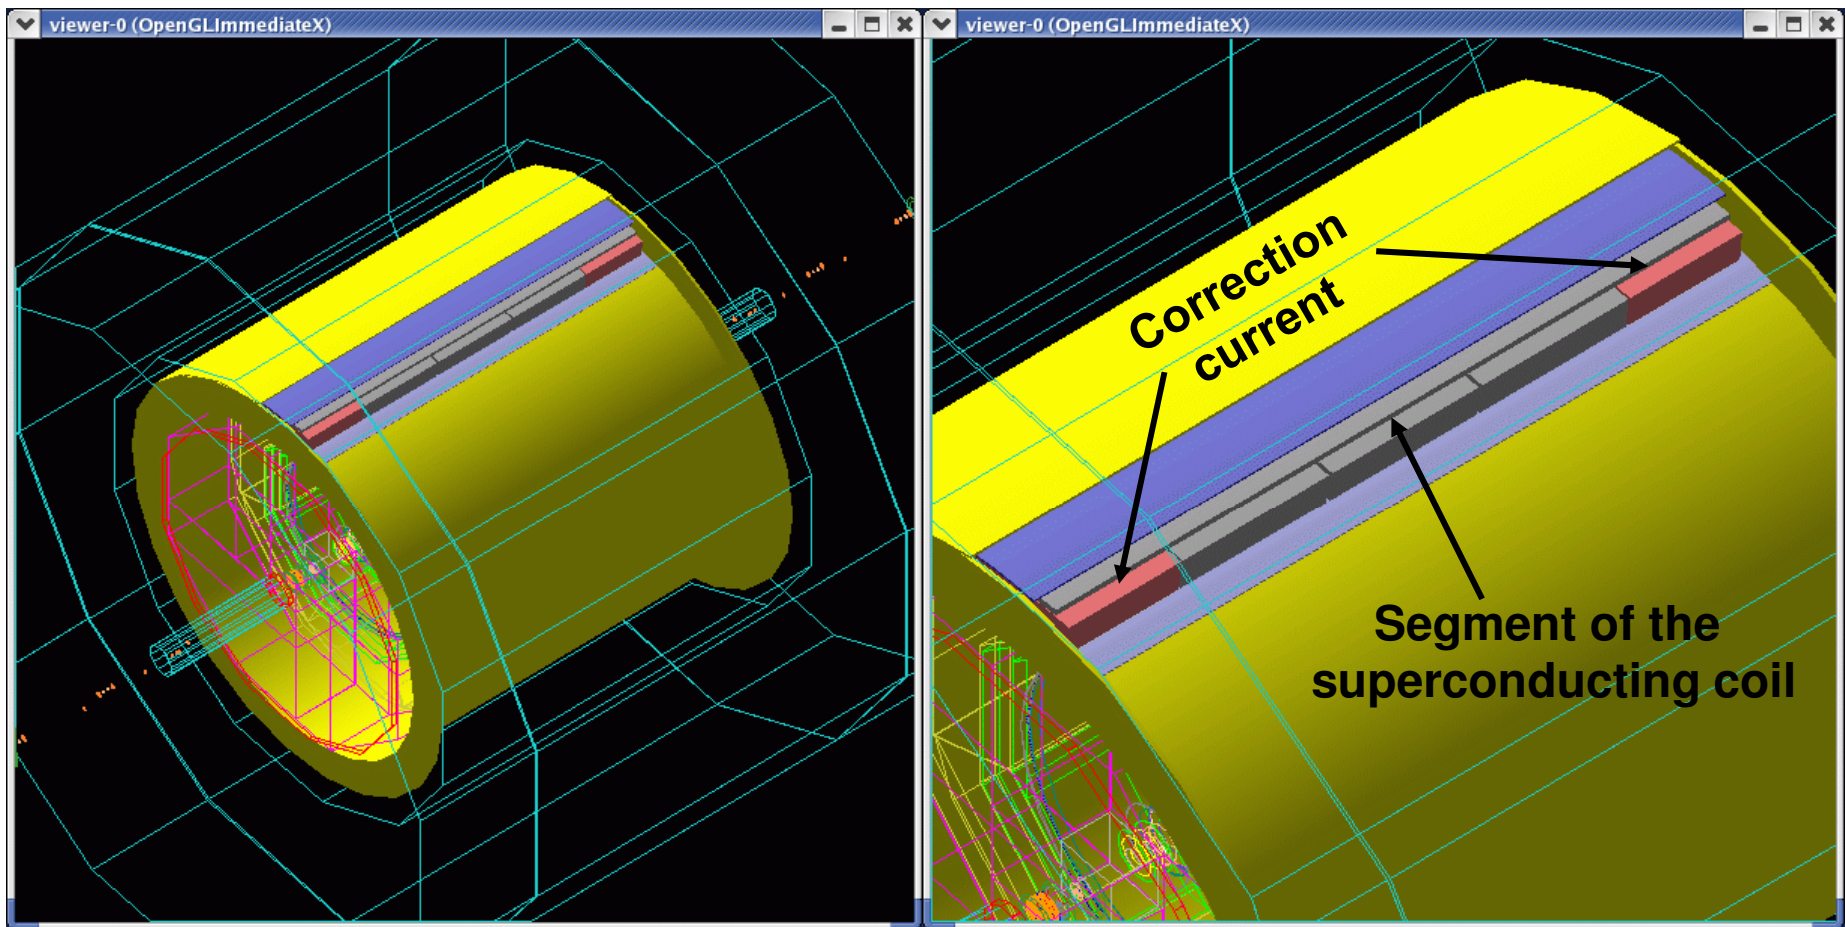 viewer-0 (OpenGLImmediateX)
viewer-0 (OpenGLImmediateX)
Correction
current
Segment of the
superconducting coil